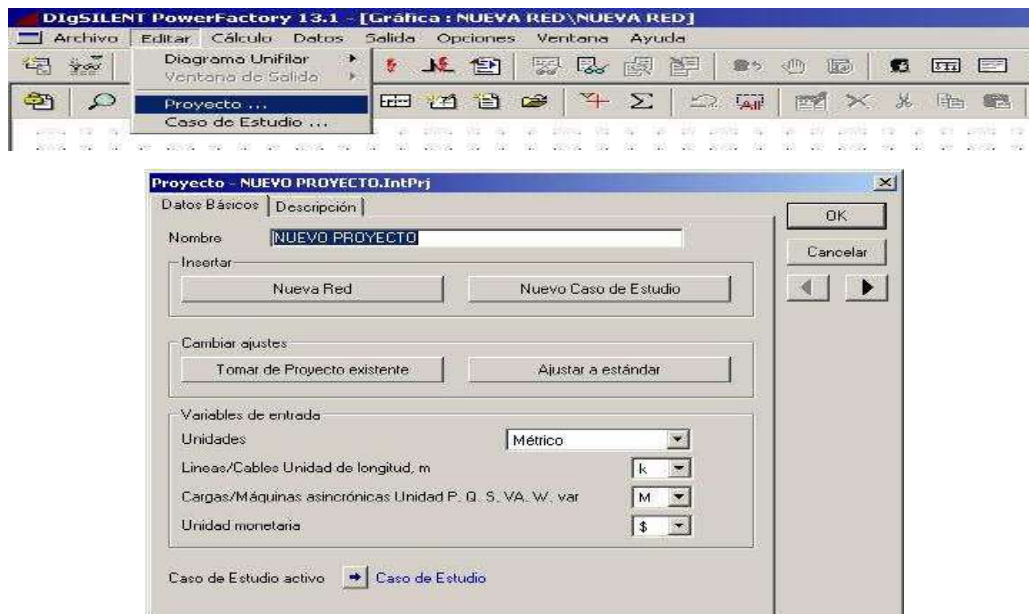 DIgSILENT PowerFactory 13.1 - [Gráfica : NUEVA RED\NUEVA RED]
Archivo Editar Cálculo Datos Salida Opciones Ventana Ayuda
Diagrama Unifilar
Ventana de Salida
Proyecto ...
Caso de Estudio ...
All
Proyecto - NUEVO PROYECTO.IntPrj
Datos Básicos Descripción
OK
Nombre NUEVO PROYECTO
Cancelar
Insertar
Nueva Red Nuevo Caso de Estudio
Cambiar ajustes
Tomar de Proyecto existente Ajustar a estándar
Variables de entrada
Unidades Métrico
Lineas/Cables Unidad de longitud, m k
Cargas/Máquinas asincrónicas Unidad P, Q, S, VA, W, var M
Unidad monetaria $
Caso de Estudio activo Caso de Estudio